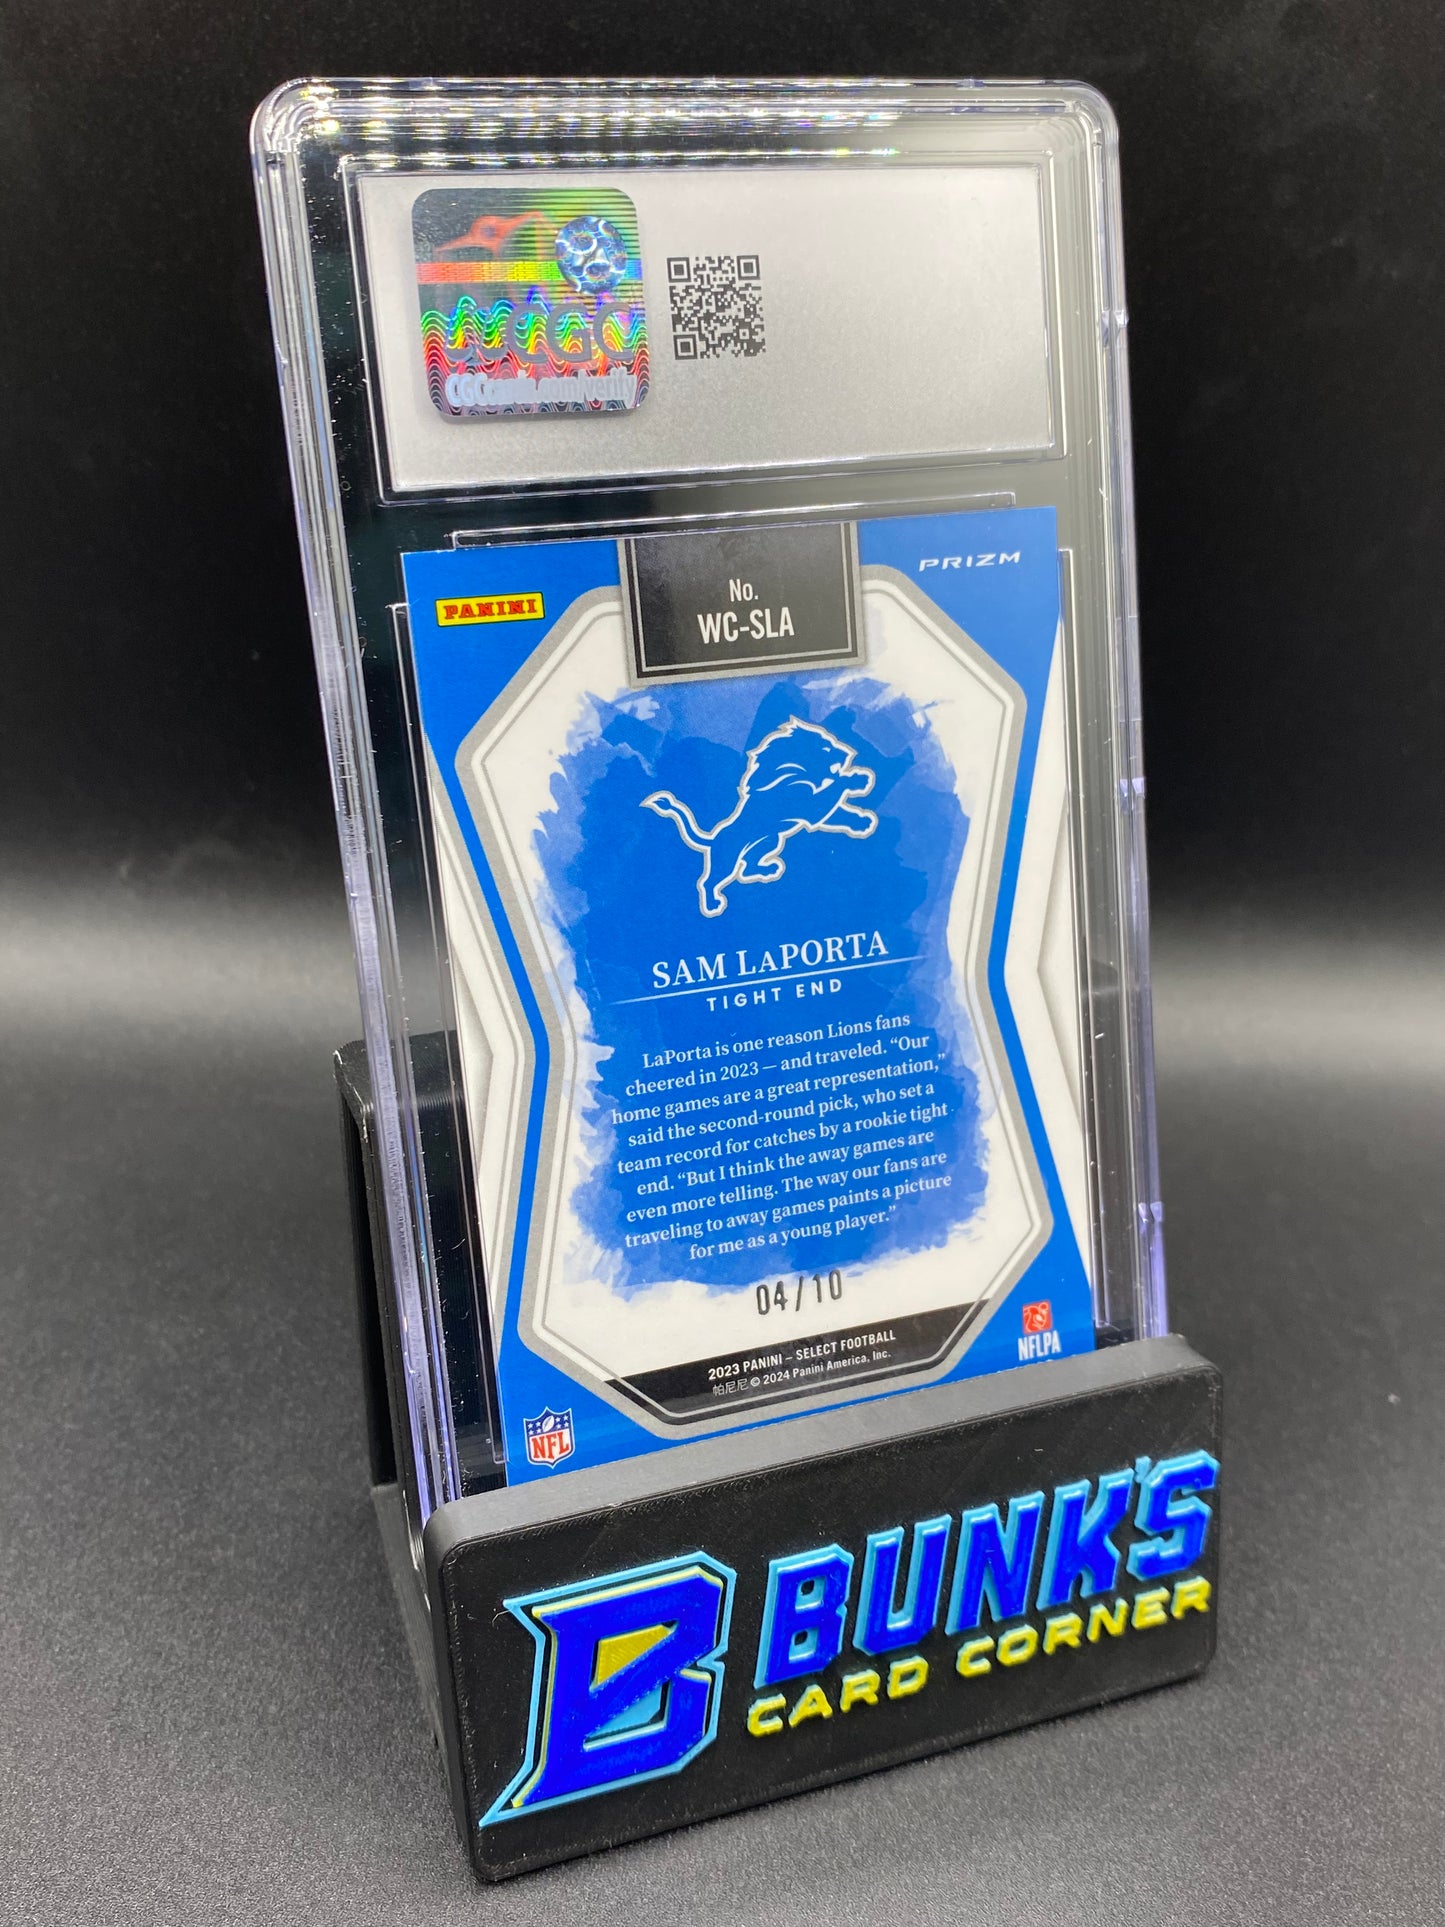 CGC
CGCcards.com/verify
PANINI
No.
WC-SLA
PRIZM
SAM LaPORTA
TIGHT END
LaPorta is one reason Lions fans
cheered in 2023 — and traveled. “Our
home games are a great representation,”
said the second-round pick, who set a
team record for catches by a rookie tight
end. “But I think the away games are
even more telling. The way our fans are
traveling to away games paints a picture
for me as a young player.”
04/10
2023 PANINI – SELECT FOOTBALL
帕尼尼 © 2024 Panini America, Inc.
NFL
NFLPA
B BUNK'S
CARD CORNER